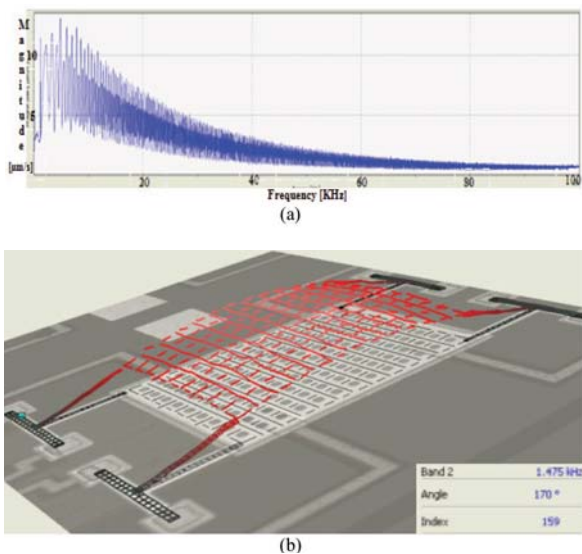 Magnitude
[μm/s]
10
5
20
40
60
80
100
Frequency [KHz]
(a)
Band 2 1.475 kHz
Angle 170 °
Index 159
(b)